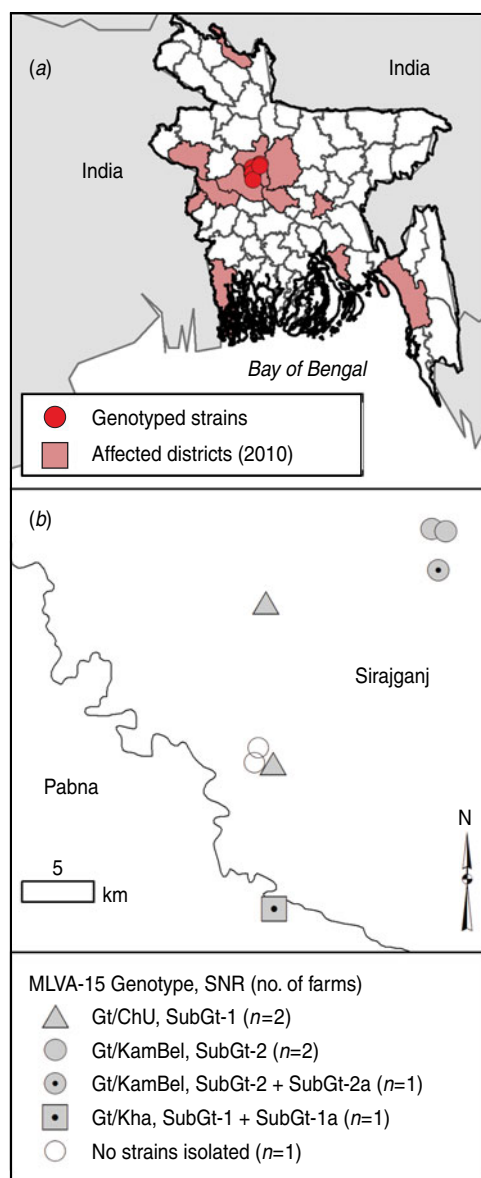 (a)
India
India
Bay of Bengal
Genotyped strains
Affected districts (2010)
(b)
Sirajganj
Pabna
N
5
km
MLVA-15 Genotype, SNR (no. of farms)
Gt/ChU, SubGt-1 (n=2)
Gt/KamBel, SubGt-2 (n=2)
Gt/KamBel, SubGt-2 + SubGt-2a (n=1)
Gt/Kha, SubGt-1 + SubGt-1a (n=1)
No strains isolated (n=1)